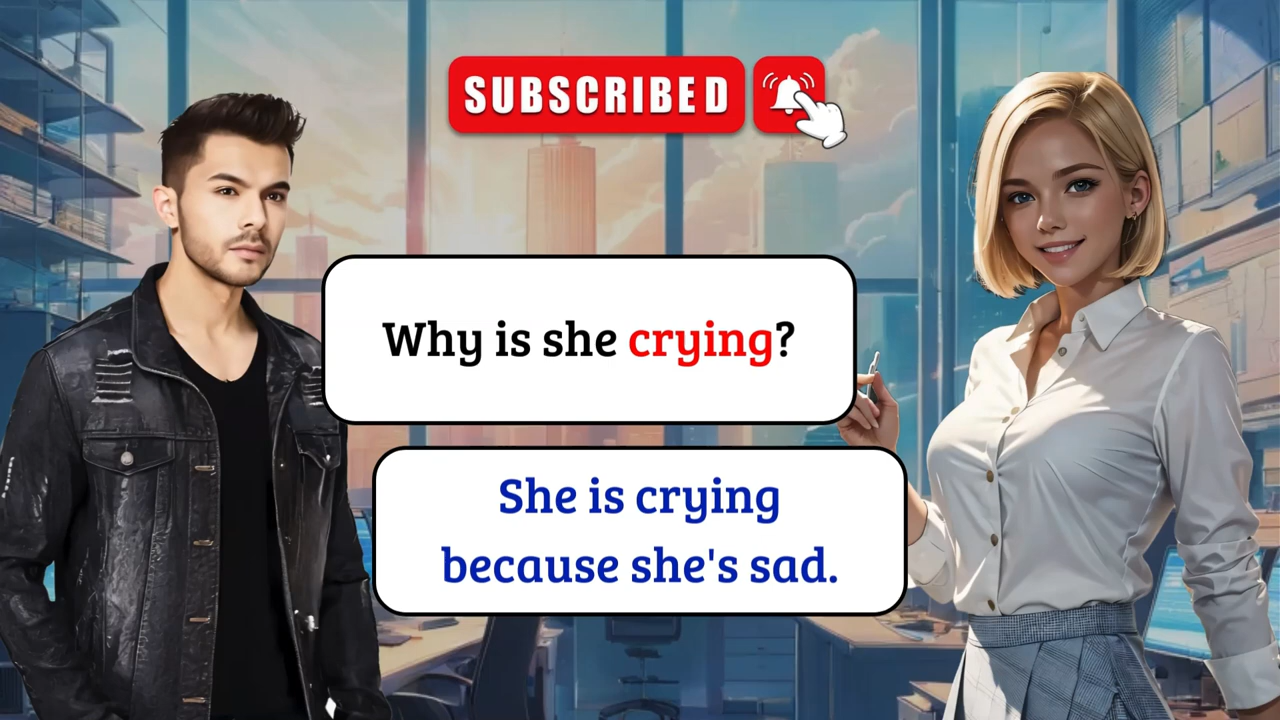 SUBSCRIBED
Why is she crying?
She is crying
because she's sad.